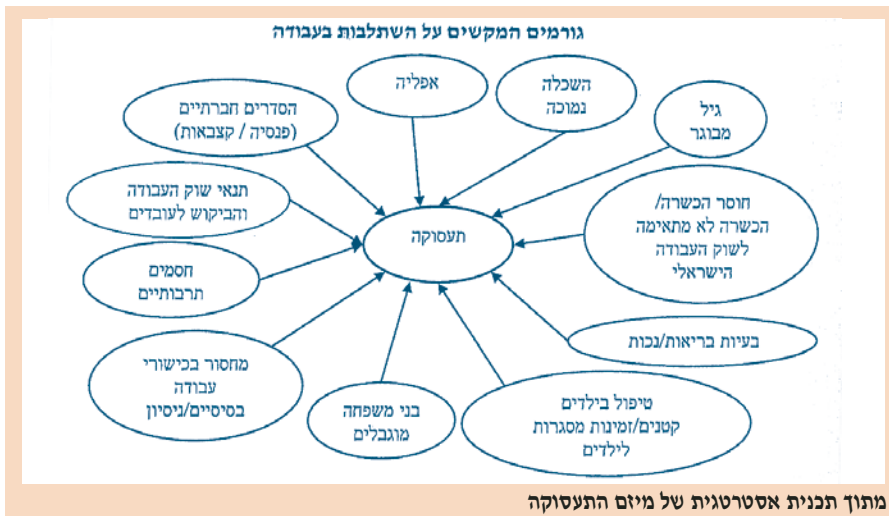 גורמים המקשים על השתלבות בעבודה
גיל
מבוגר
השכלה
נמוכה
אפליה
הסדרים חברתיים
(פנסיה / קצבאות)
תנאי שוק העבודה
והביקוש לעובדים
חסמים
תרבותיים
מחסור בכישורי
עבודה
בסיסיים/ניסיון
בני משפחה
מוגבלים
טיפול בילדים
קטנים/זמינות מסגרות
לילדים
בעיות בריאות/נכות
חוסר הכשרה/
הכשרה לא מתאימה
לשוק העבודה
הישראלי
תעסוקה
מתוך תכנית אסטרטגית של מיזם התעסוקה